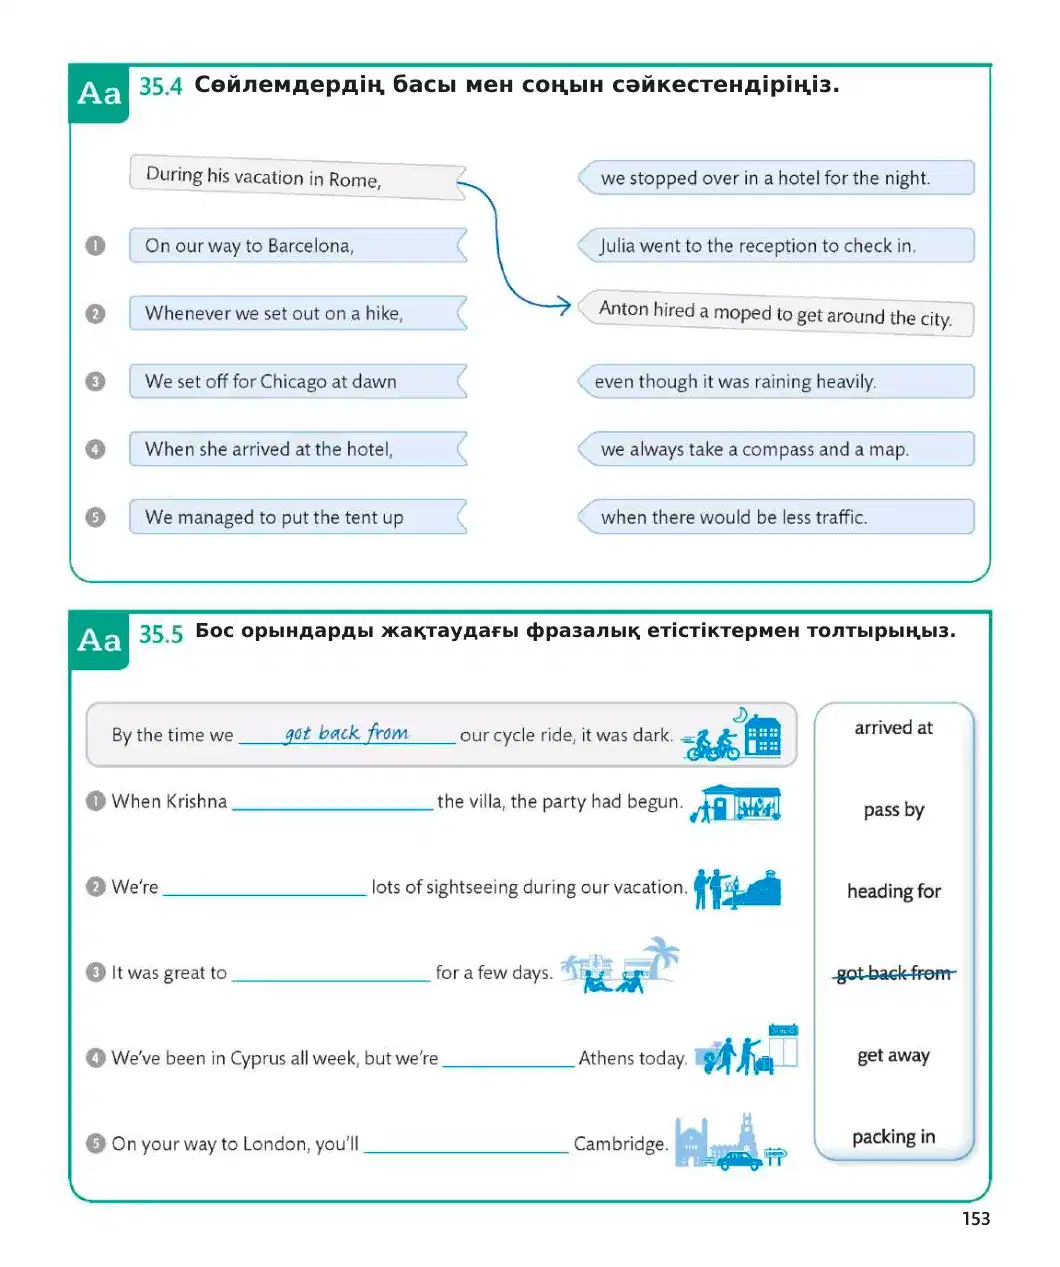 Aa 35.4 Сөйлемдердің басы мен соңын сәйкестендіріңіз.
During his vacation in Rome,
we stopped over in a hotel for the night.
1 On our way to Barcelona,
Julia went to the reception to check in.
2 Whenever we set out on a hike,
Anton hired a moped to get around the city.
3 We set off for Chicago at dawn
even though it was raining heavily.
4 When she arrived at the hotel,
we always take a compass and a map.
5 We managed to put the tent up
when there would be less traffic.
Aa 35.5 Бос орындарды жақтаудағы фразалық етістіктермен толтырыңыз.
By the time we got back from our cycle ride, it was dark.
1 When Krishna ____ the villa, the party had begun.
2 We're ____ lots of sightseeing during our vacation.
3 It was great to ____ for a few days.
4 We've been in Cyprus all week, but we're ____ Athens today.
5 On your way to London, you'll ____ Cambridge.
arrived at
pass by
heading for
got back from
get away
packing in
153